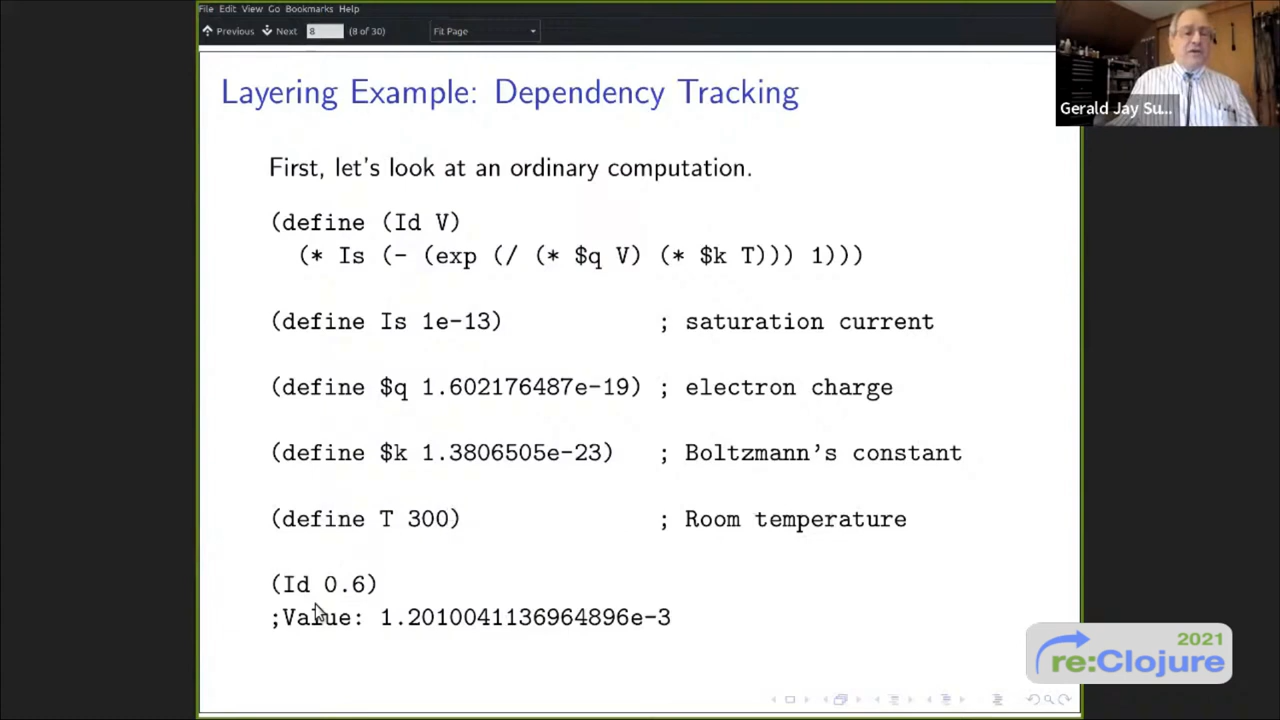 File Edit View Go Bookmarks Help
Previous Next 8 (8 of 30) Fit Page
Layering Example: Dependency Tracking
First, let's look at an ordinary computation.
(define (Id V)
(* Is (- (exp (/ (* $q V) (* $k T))) 1)))
(define Is 1e-13) ; saturation current
(define $q 1.602176487e-19) ; electron charge
(define $k 1.3806505e-23) ; Boltzmann's constant
(define T 300) ; Room temperature
(Id 0.6)
;Value: 1.2010041136964896e-3
Gerald Jay Su...
2021
re:Clojure